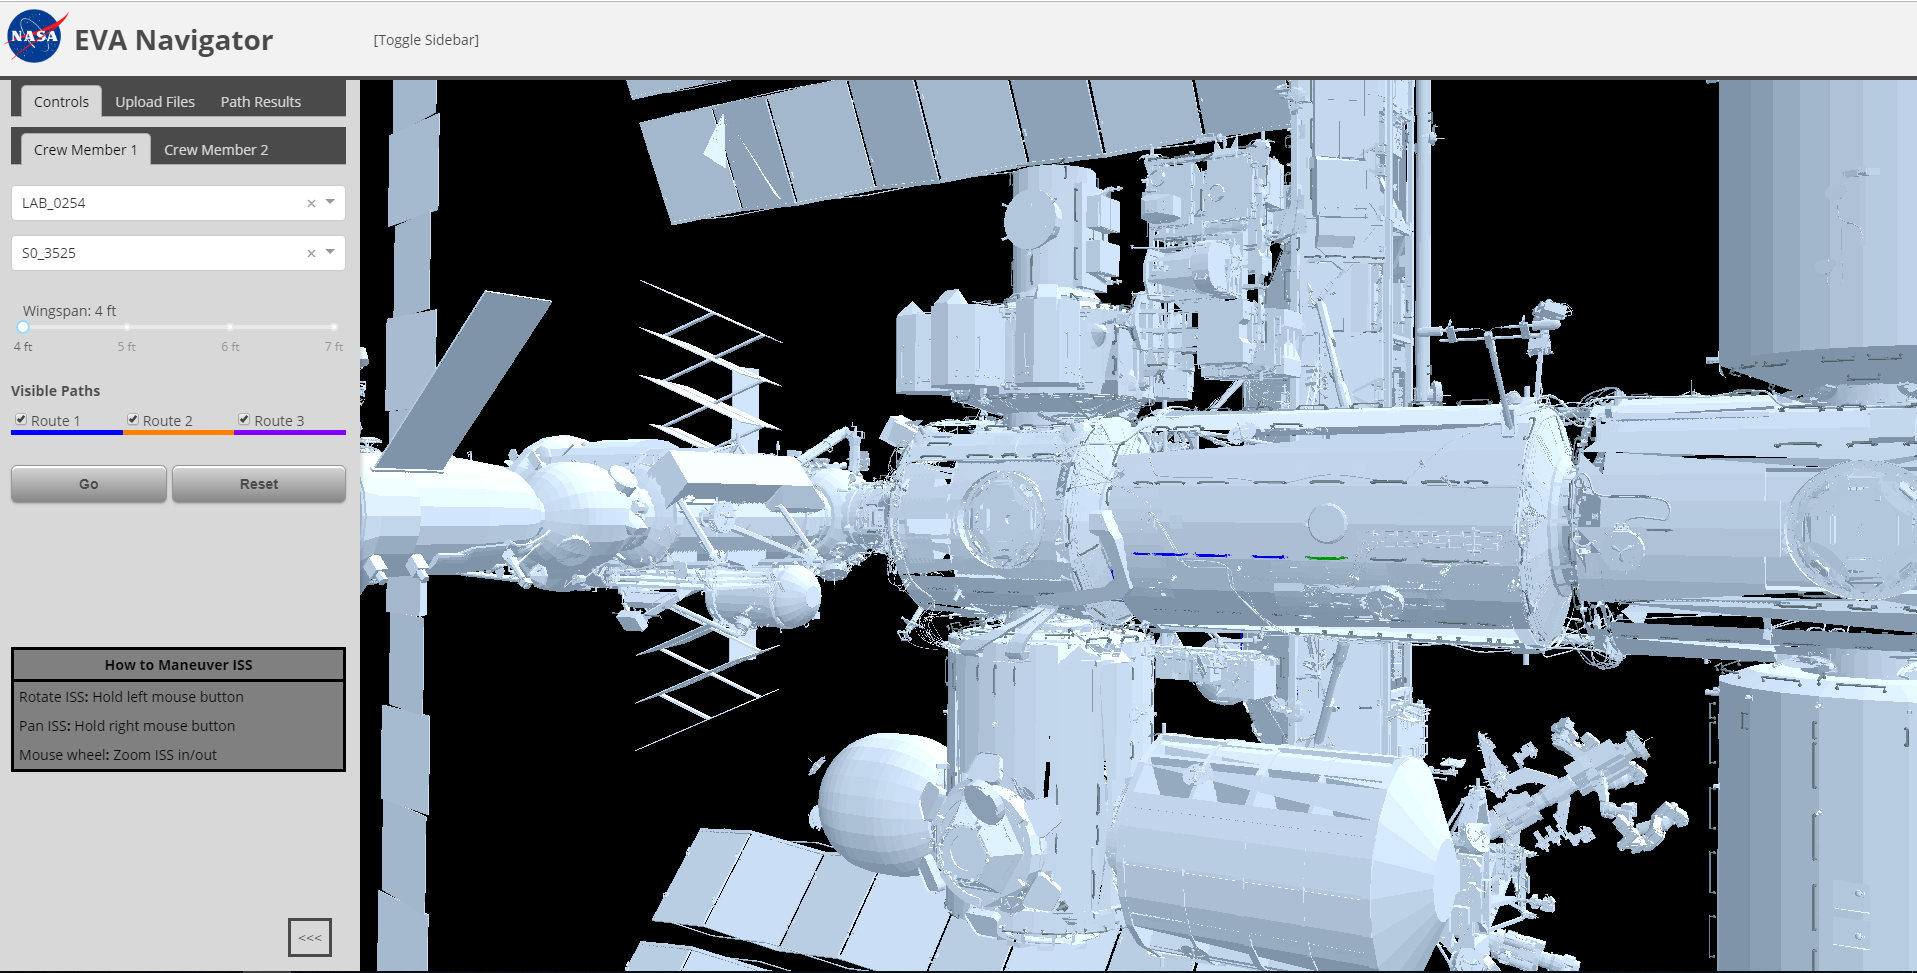 NASA
EVA Navigator
[Toggle Sidebar]
Controls
Upload Files
Path Results
Crew Member 1
Crew Member 2
LAB_0254
×
S0_3525
×
Wingspan: 4 ft
4 ft
5 ft
6 ft
7 ft
Visible Paths
Route 1
Route 2
Route 3
Go
Reset
How to Maneuver ISS
Rotate ISS: Hold left mouse button
Pan ISS: Hold right mouse button
Mouse wheel: Zoom ISS in/out
<<<